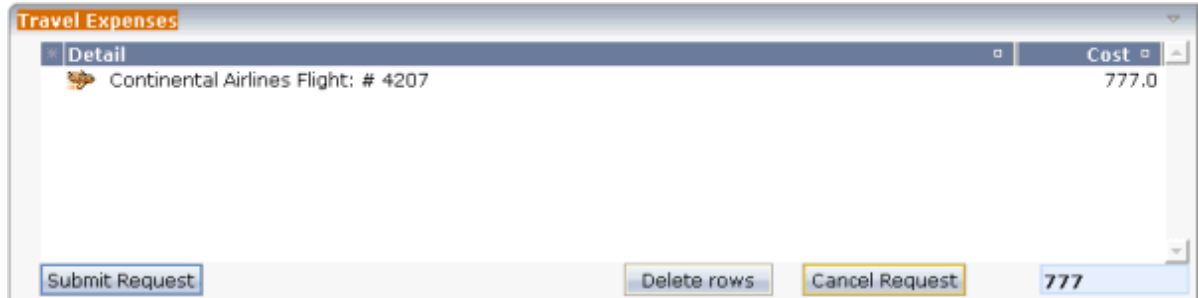 Travel Expenses
Detail Cost
Continental Airlines Flight: # 4207 777.0
Submit Request Delete rows Cancel Request 777